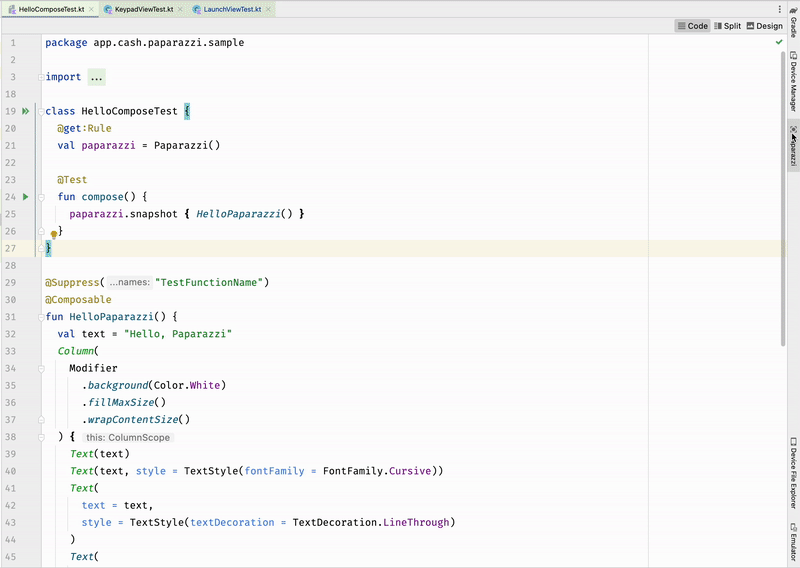 HelloComposeTest.kt KeypadViewTest.kt LaunchViewTest.kt
Code Split Design
1 package app.cash.paparazzi.sample
2
3 import ...
18
19 class HelloComposeTest {
20 @get:Rule
21 val paparazzi = Paparazzi()
22
23 @Test
24 fun compose() {
25 paparazzi.snapshot { HelloPaparazzi() }
26 }
27 }
28
29 @Suppress( ...names: "TestFunctionName")
30 @Composable
31 fun HelloPaparazzi() {
32 val text = "Hello, Paparazzi"
33 Column(
34 Modifier
35 .background(Color.White)
36 .fillMaxSize()
37 .wrapContentSize()
38 ) { this: ColumnScope
39 Text(text)
40 Text(text, style = TextStyle(fontFamily = FontFamily.Cursive))
41 Text(
42 text = text,
43 style = TextStyle(textDecoration = TextDecoration.LineThrough)
44 )
45 Text(
Gradle
Device Manager
Device File Explorer
Emulator